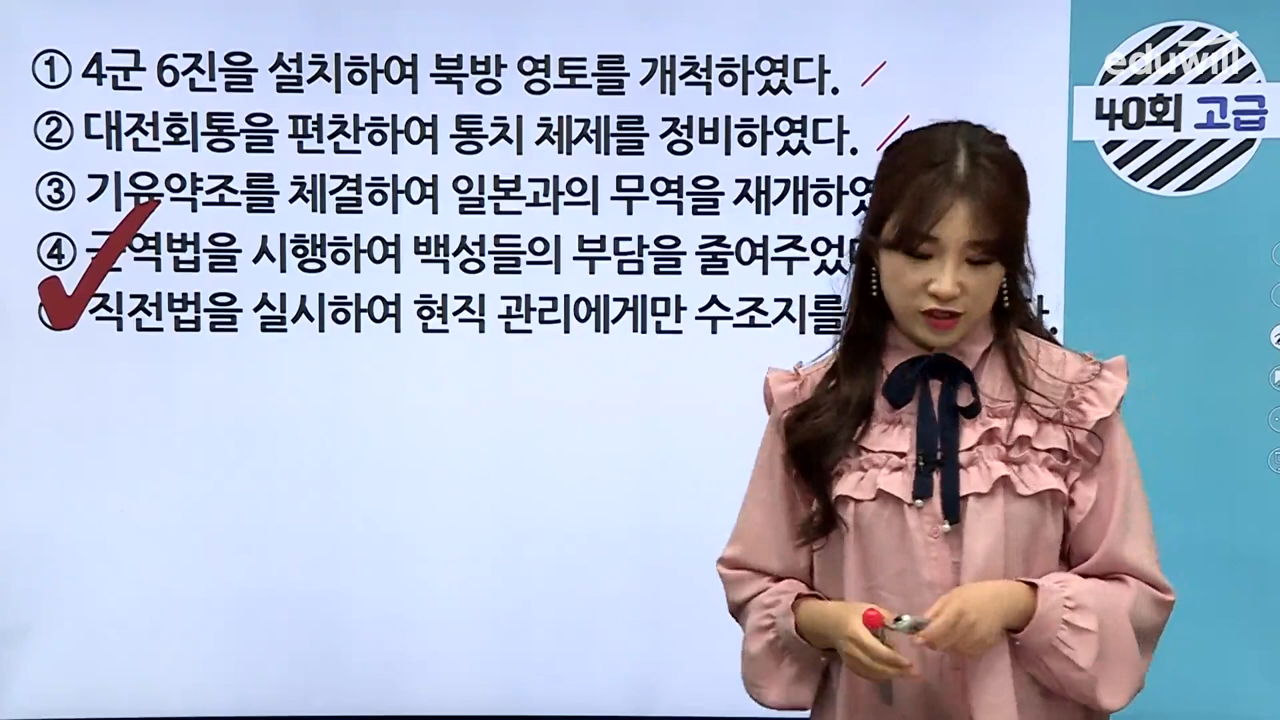 ① 4군 6진을 설치하여 북방 영토를 개척하였다.
② 대전회통을 편찬하여 통치 체제를 정비하였다.
③ 기유약조를 체결하여 일본과의 무역을 재개하였
④ 균역법을 시행하여 백성들의 부담을 줄여주었
직전법을 실시하여 현직 관리에게만 수조지를
eduwill
40회 고급